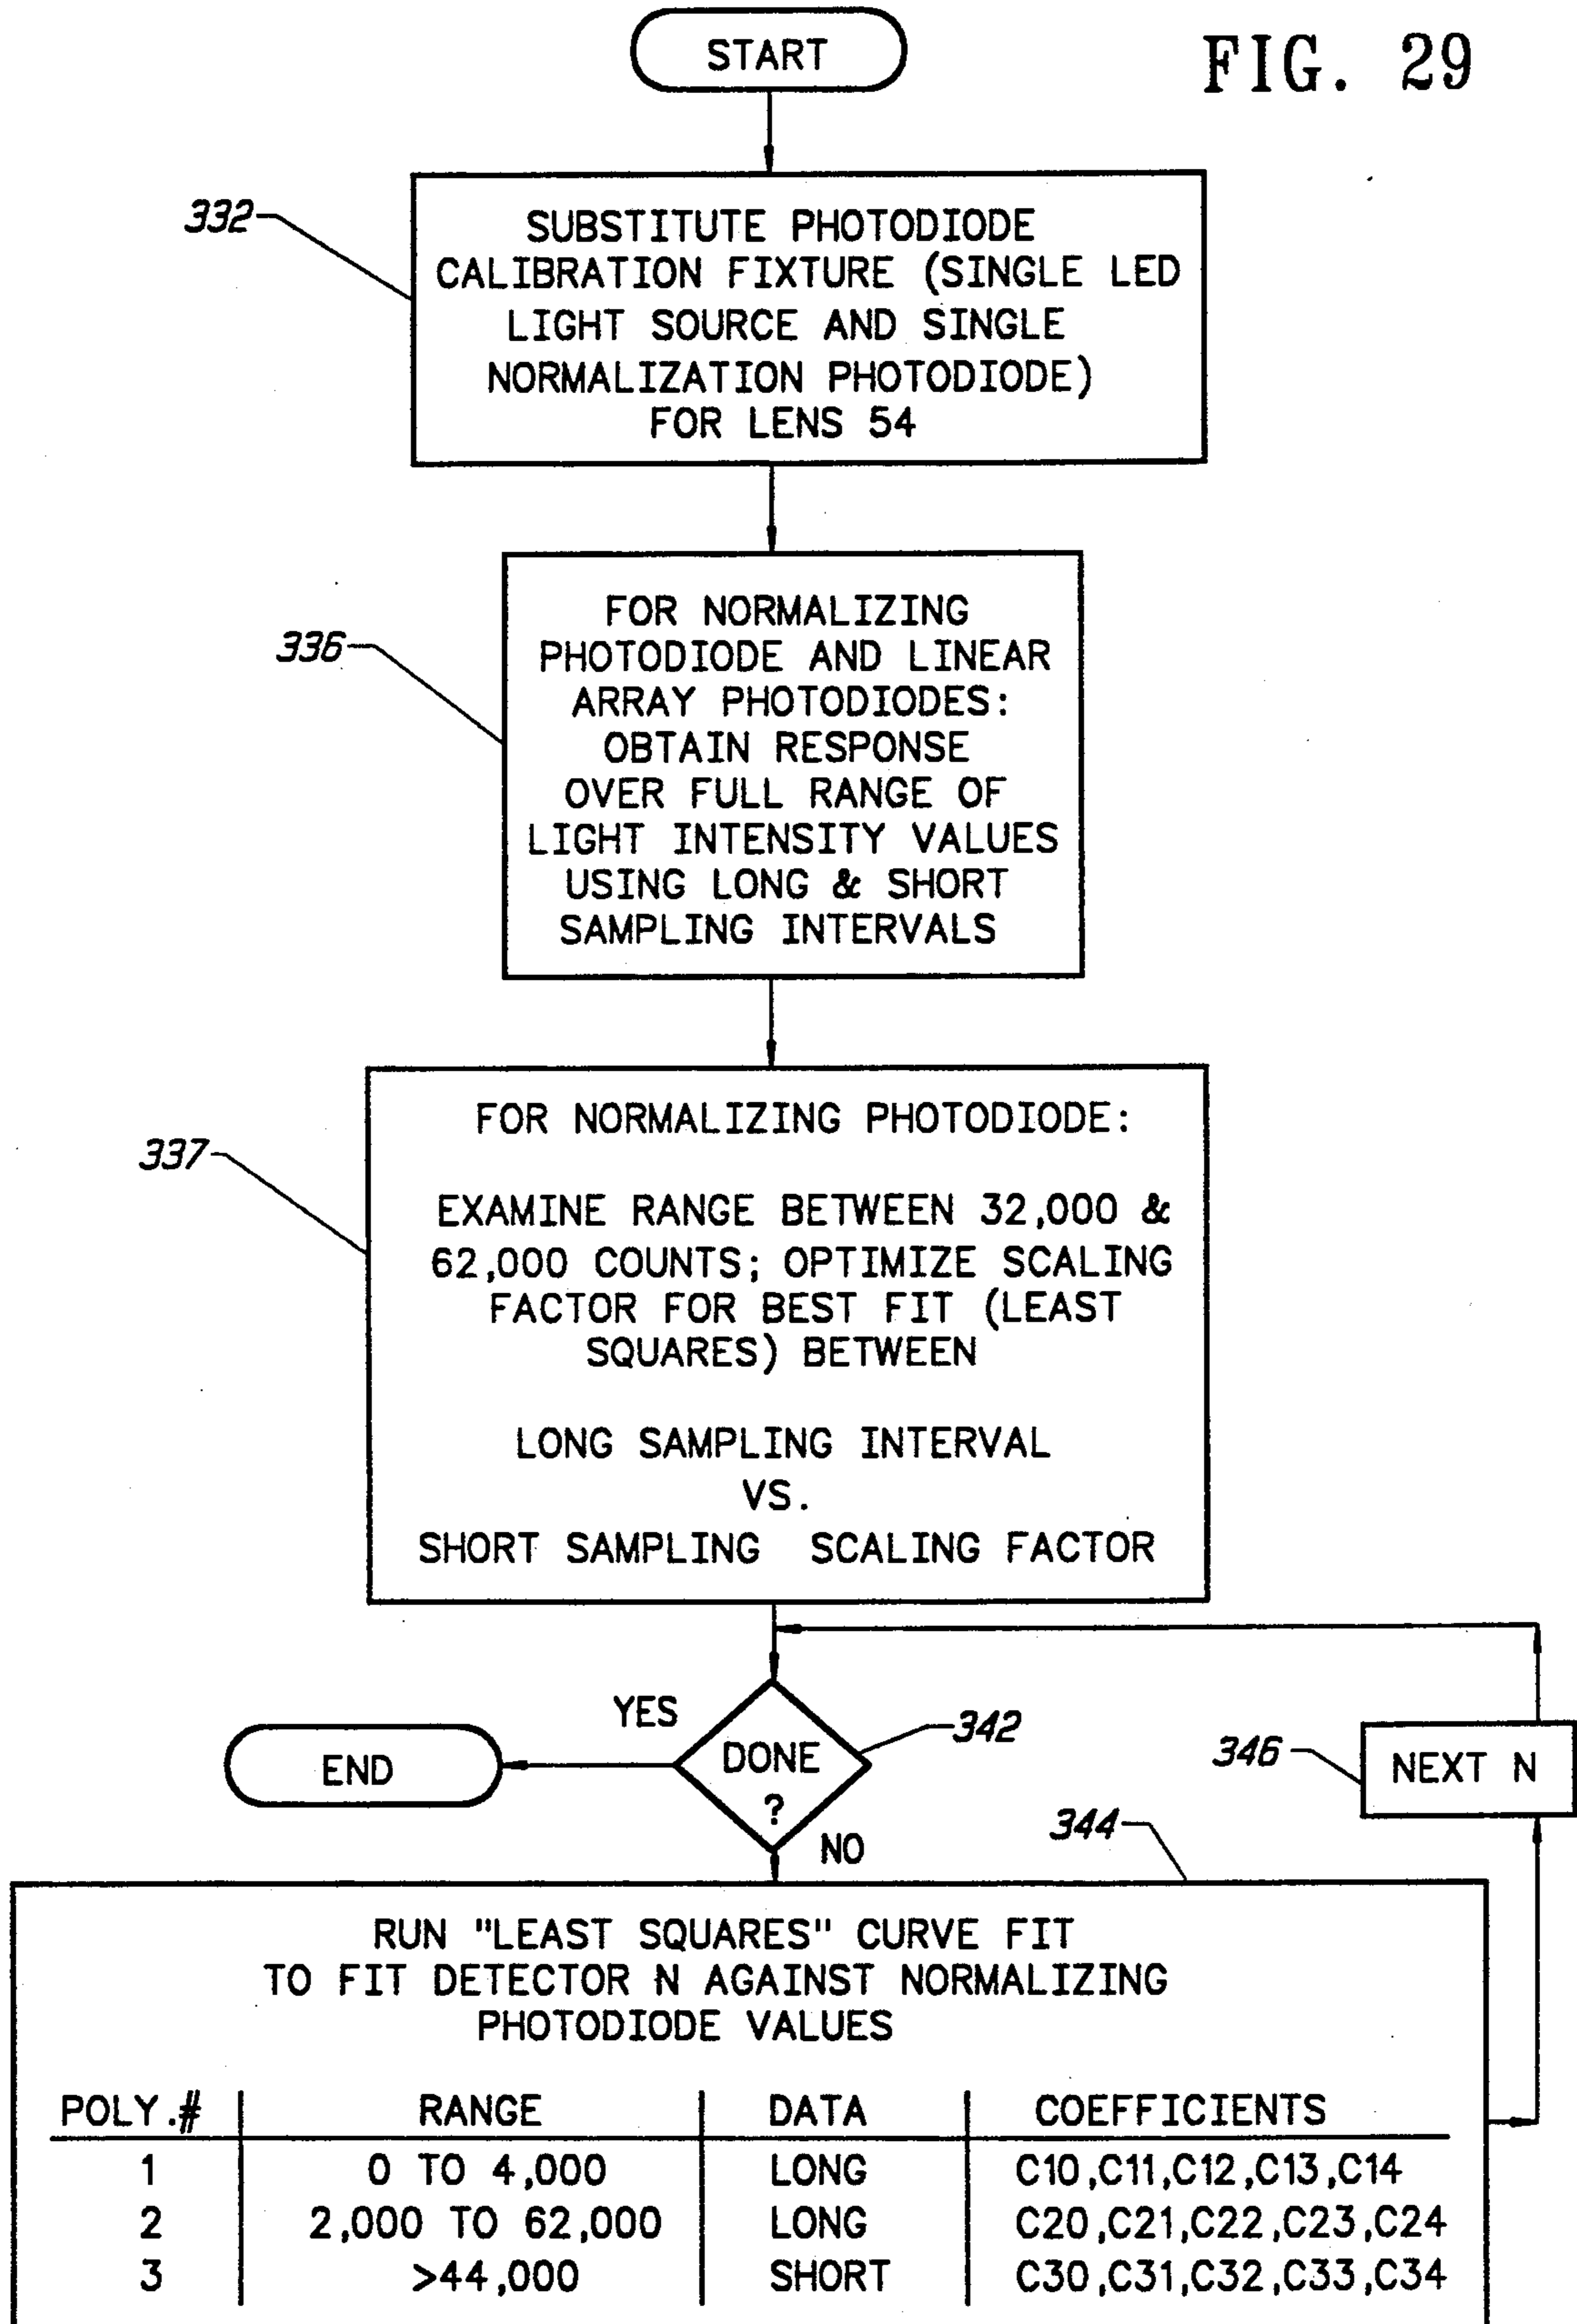 START
FIG. 29
332
SUBSTITUTE PHOTODIODE
CALIBRATION FIXTURE (SINGLE LED
LIGHT SOURCE AND SINGLE
NORMALIZATION PHOTODIODE)
FOR LENS 54
336
FOR NORMALIZING
PHOTODIODE AND LINEAR
ARRAY PHOTODIODES:
OBTAIN RESPONSE
OVER FULL RANGE OF
LIGHT INTENSITY VALUES
USING LONG & SHORT
SAMPLING INTERVALS
337
FOR NORMALIZING PHOTODIODE:
EXAMINE RANGE BETWEEN 32,000 &
62,000 COUNTS; OPTIMIZE SCALING
FACTOR FOR BEST FIT (LEAST
SQUARES) BETWEEN
LONG SAMPLING INTERVAL
VS.
SHORT SAMPLING SCALING FACTOR
YES
END
DONE
?
342
NO
346
NEXT N
344
RUN "LEAST SQUARES" CURVE FIT
TO FIT DETECTOR N AGAINST NORMALIZING
PHOTODIODE VALUES
POLY.# RANGE DATA COEFFICIENTS
1 0 TO 4,000 LONG C10,C11,C12,C13,C14
2 2,000 TO 62,000 LONG C20,C21,C22,C23,C24
3 >44,000 SHORT C30,C31,C32,C33,C34